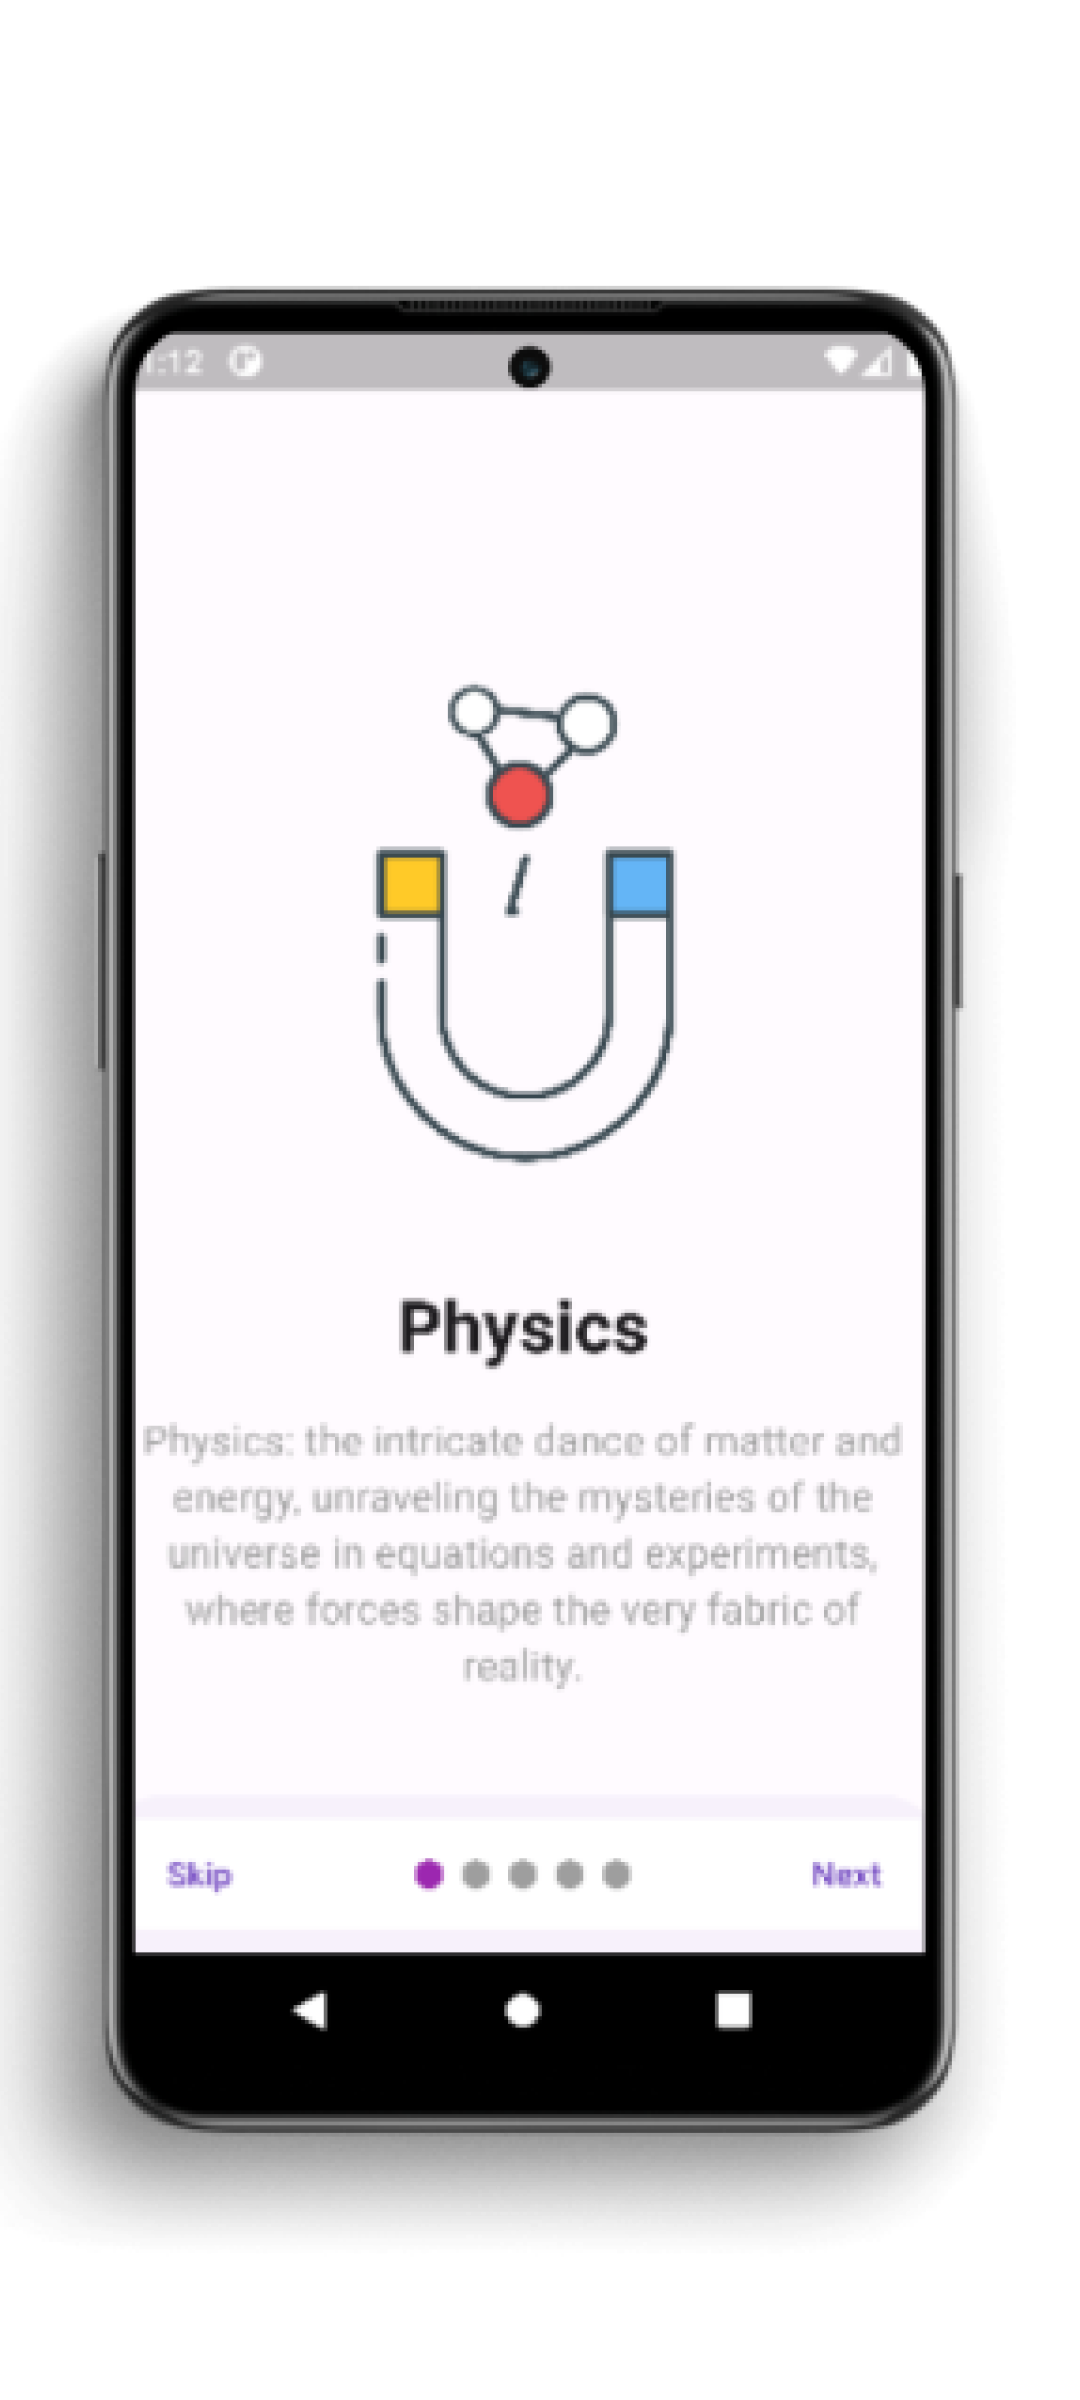 :12
Physics
Physics: the intricate dance of matter and
energy, unraveling the mysteries of the
universe in equations and experiments,
where forces shape the very fabric of
reality.
Skip
Next